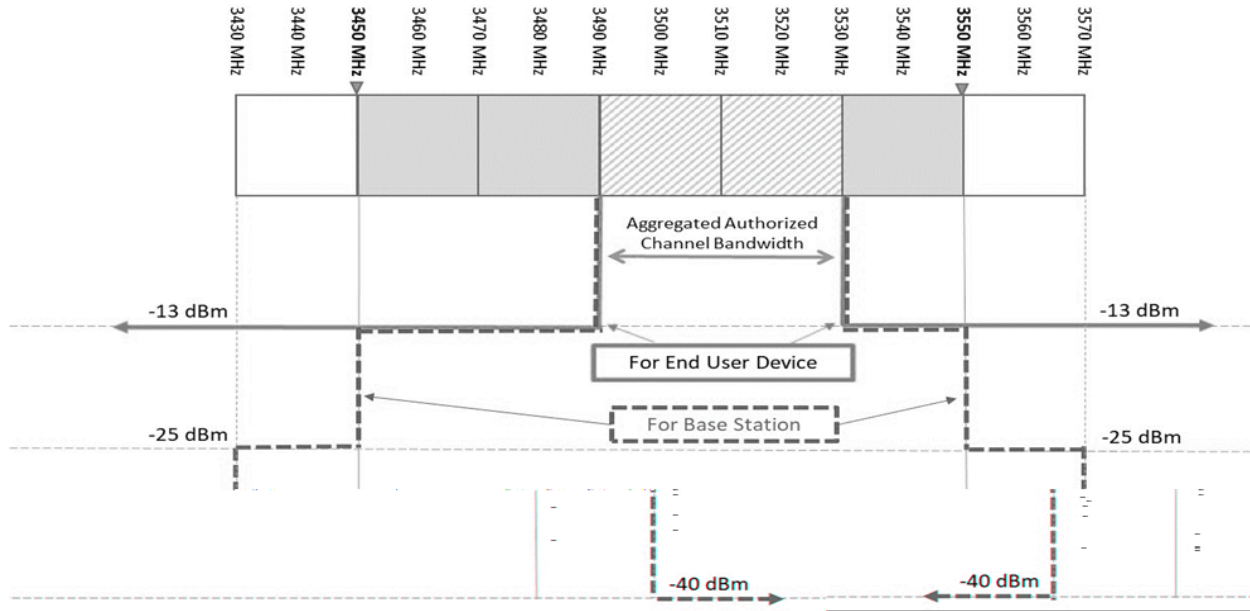 3430 MHz
3440 MHz
3450 MHz
3460 MHz
3470 MHz
3480 MHz
3490 MHz
3500 MHz
3510 MHz
3530 MHz
3540 MHz
3550 MHz
3560 MHz
3570 MHz
Aggregated Authorized
Channel Bandwidth
-13 dBm
-13 dBm
For End User Device
For Base Station
-25 dBm
-25 dBm
-40 dBm
-40 dBm